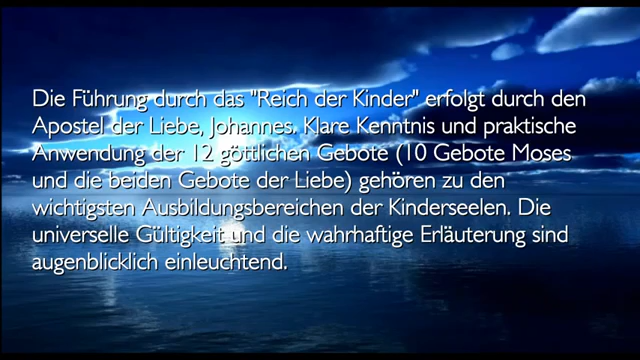 Die Führung durch das "Reich der Kinder" erfolgt durch den
Apostel der Liebe, Johannes. Klare Kenntnis und praktische
Anwendung der 12 göttlichen Gebote (10 Gebote Moses
und die beiden Gebote der Liebe) gehören zu den
wichtigsten Ausbildungsbereichen der Kinderseelen. Die
universelle Gültigkeit und die wahrhaftige Erläuterung sind
augenblicklich einleuchtend.